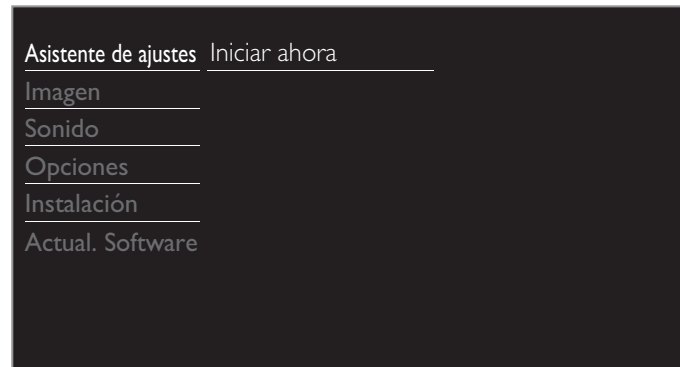 Asistente de ajustes Iniciar ahora
Imagen
Sonido
Opciones
Instalación
Actual. Software